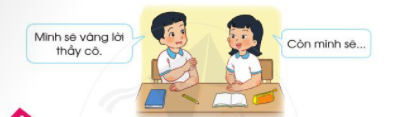 Mình sẽ vâng lời
thầy cô.
Còn mình sẽ...